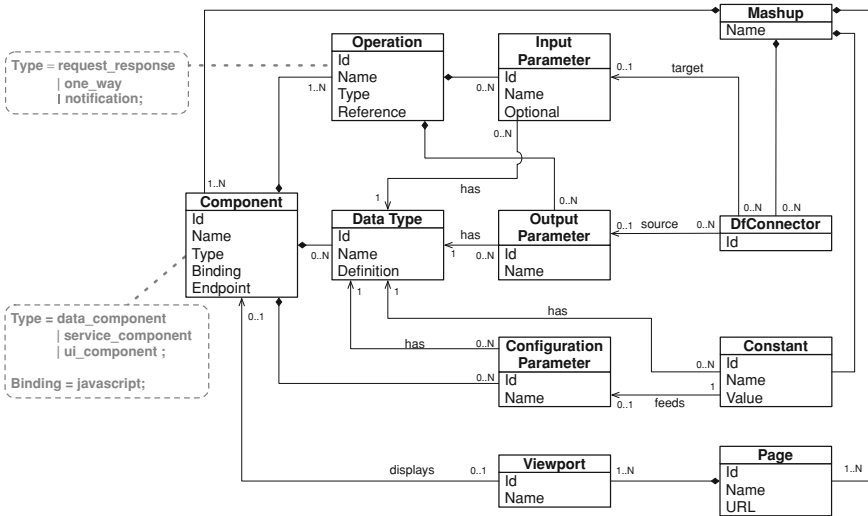 Mashup
Name
Operation
Id
Name
Type
Reference
Input
Parameter
Id
Name
Optional
Type = request_response
| one_way
| notification;
1..N
0..N
0..1
target
0..N
has
1
1..N
0..N
0..N
0..N
Component
Id
Name
Type
Binding
Endpoint
Data Type
Id
Name
Definition
0..N
has
1
0..N
Output
Parameter
Id
Name
0..1
source
0..N
DfConnector
Id
1
1
0..1
Type = data_component
| service_component
| ui_component ;
Binding = javascript;
has
has
0..N
0..N
Configuration
Parameter
Id
Name
0..N
1
0..1
feeds
Constant
Id
Name
Value
displays
0..1
Viewport
Id
Name
1..N
Page
Id
Name
URL
1..N